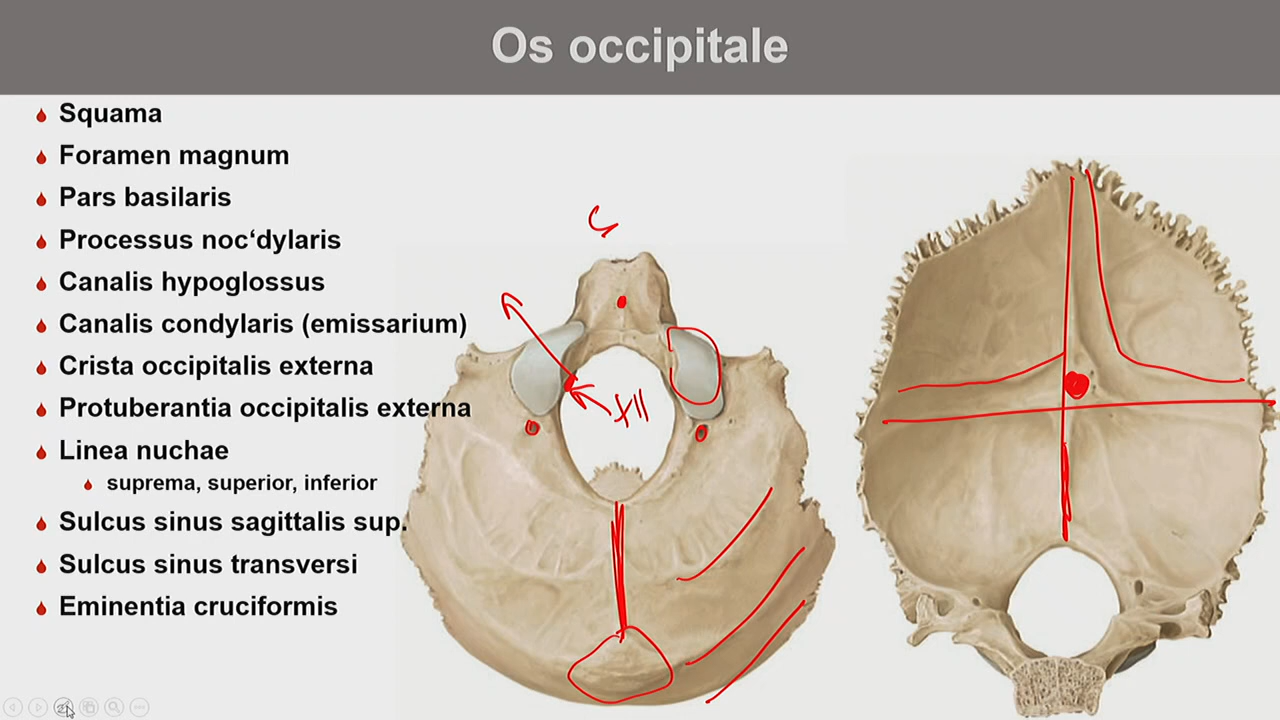 Os occipitale
Squama
Foramen magnum
Pars basilaris
Processus noc‘dylaris
Canalis hypoglossus
Canalis condylaris (emissarium)
Crista occipitalis externa
Protuberantia occipitalis externa
Linea nuchae
suprema, superior, inferior
Sulcus sinus sagittalis sup.
Sulcus sinus transversi
Eminentia cruciformis
XII